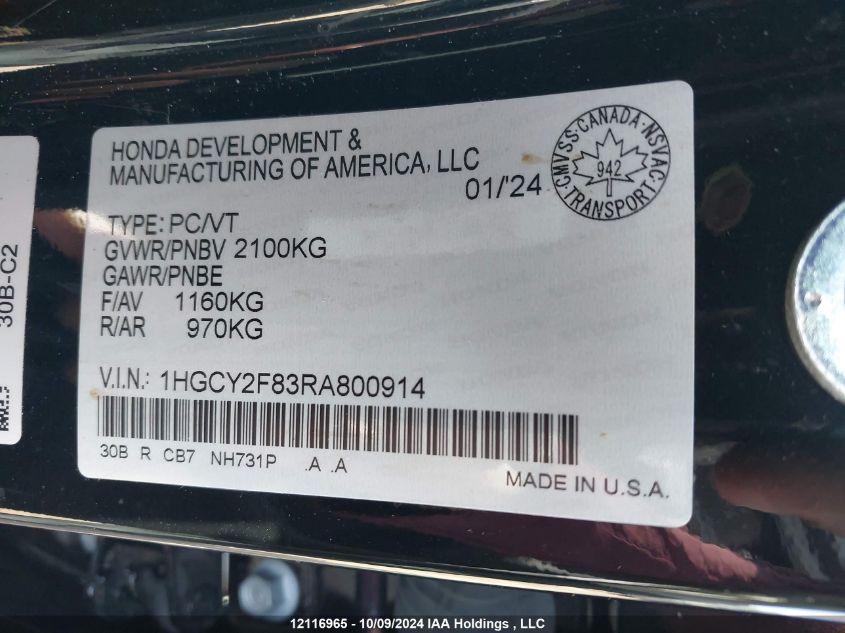 HONDA DEVELOPMENT &
MANUFACTURING OF AMERICA, LLC
01/'24
CMVSS·CANADA·NSVAC·TRANSPORT·
942
TYPE: PC/VT
GVWR/PNBV 2100KG
GAWR/PNBE
F/AV 1160KG
R/AR 970KG
V.I.N.: 1HGCY2F83RA800914
30B R CB7 NH731P .A .A
MADE IN U.S.A.
30B-C2
12116965 - 10/09/2024 IAA Holdings , LLC